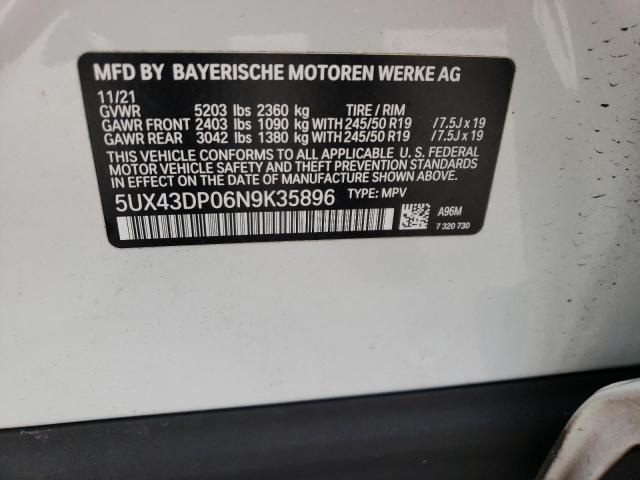 MFD BY BAYERISCHE MOTOREN WERKE AG
11/21
GVWR 5203 lbs 2360 kg TIRE / RIM
GAWR FRONT 2403 lbs 1090 kg WITH 245/50 R19 /7.5J x 19
GAWR REAR 3042 lbs 1380 kg WITH 245/50 R19 /7.5J x 19
THIS VEHICLE CONFORMS TO ALL APPLICABLE U. S. FEDERAL
MOTOR VEHICLE SAFETY AND THEFT PREVENTION STANDARDS
IN EFFECT ON THE DATE OF MANUFACTURE SHOWN ABOVE.
5UX43DP06N9K35896 TYPE: MPV
A96M
7 320 730